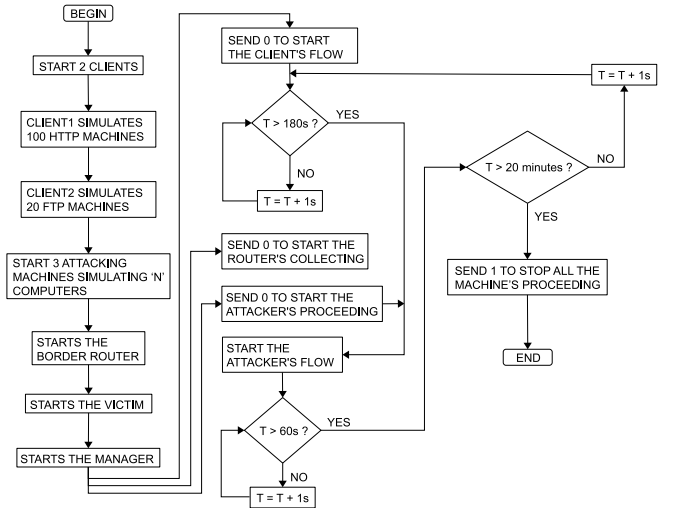 BEGIN
START 2 CLIENTS
CLIENT1 SIMULATES
100 HTTP MACHINES
CLIENT2 SIMULATES
20 FTP MACHINES
START 3 ATTACKING
MACHINES SIMULATING 'N'
COMPUTERS
STARTS THE
BORDER ROUTER
STARTS THE VICTIM
STARTS THE MANAGER
SEND 0 TO START
THE CLIENT'S FLOW
T > 180s ?
YES
NO
T = T + 1s
SEND 0 TO START THE
ROUTER'S COLLECTING
SEND 0 TO START THE
ATTACKER'S PROCEEDING
START THE
ATTACKER'S FLOW
T > 60s ?
YES
NO
T = T + 1s
T = T + 1s
T > 20 minutes ?
NO
YES
SEND 1 TO STOP ALL THE
MACHINE'S PROCEEDING
END